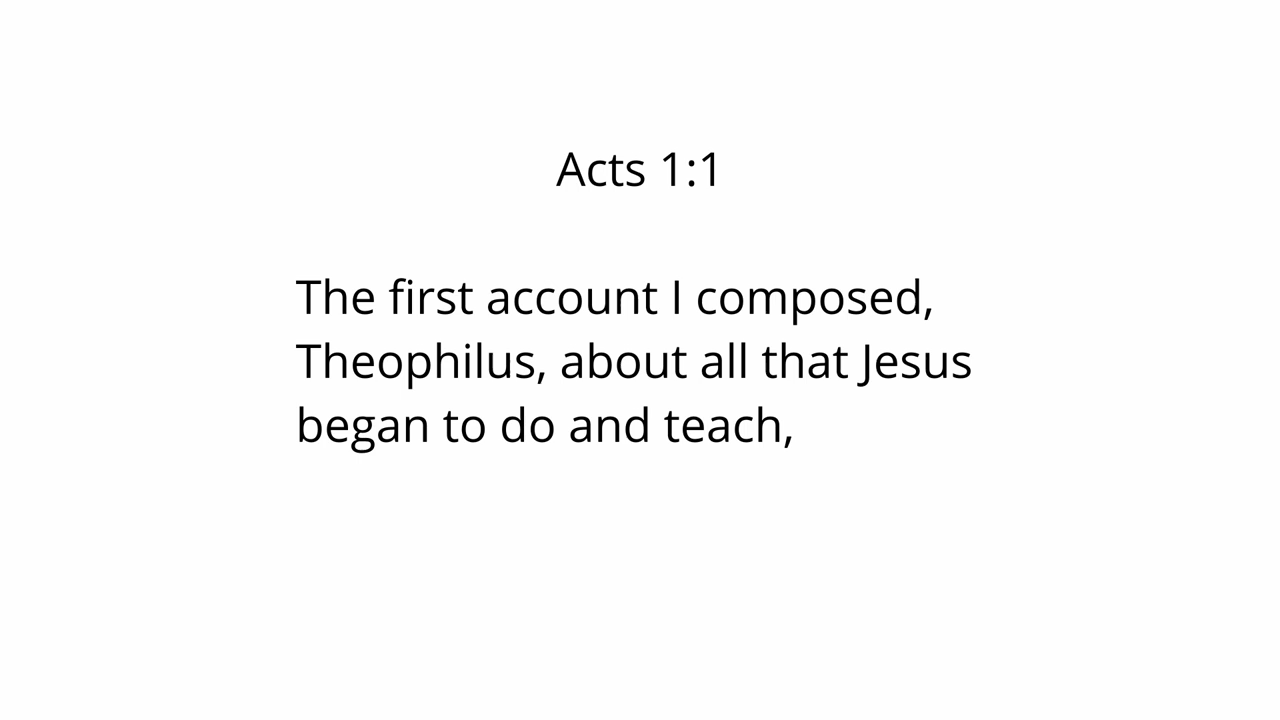 Acts 1:1
The first account I composed,
Theophilus, about all that Jesus
began to do and teach,